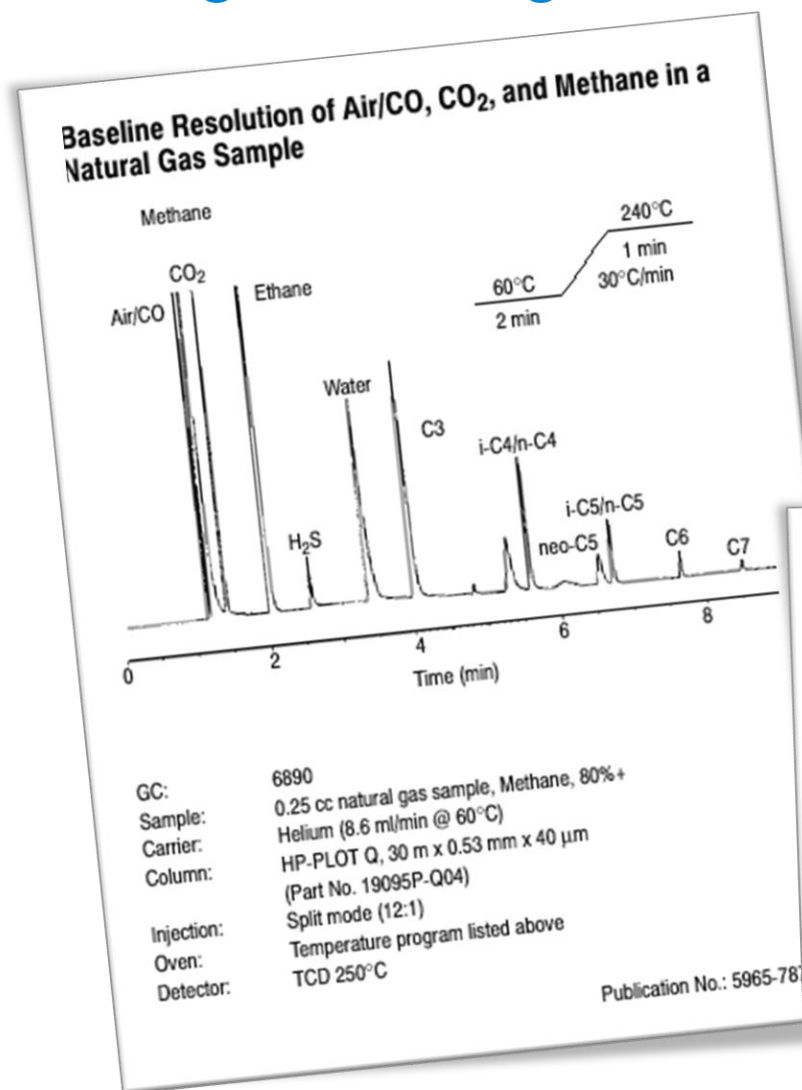 Baseline Resolution of Air/CO, CO₂, and Methane in a
Natural Gas Sample
Methane
CO₂
Air/CO
Ethane
240°C
1 min
60°C
30°C/min
2 min
Water
C3
i-C4/n-C4
H₂S
i-C5/n-C5
neo-C5
C6
C7
0 2 4 6 8
Time (min)
GC: 6890
Sample: 0.25 cc natural gas sample, Methane, 80%+
Carrier: Helium (8.6 ml/min @ 60°C)
Column: HP-PLOT Q, 30 m x 0.53 mm x 40 µm
(Part No. 19095P-Q04)
Injection: Split mode (12:1)
Oven: Temperature program listed above
Detector: TCD 250°C
Publication No.: